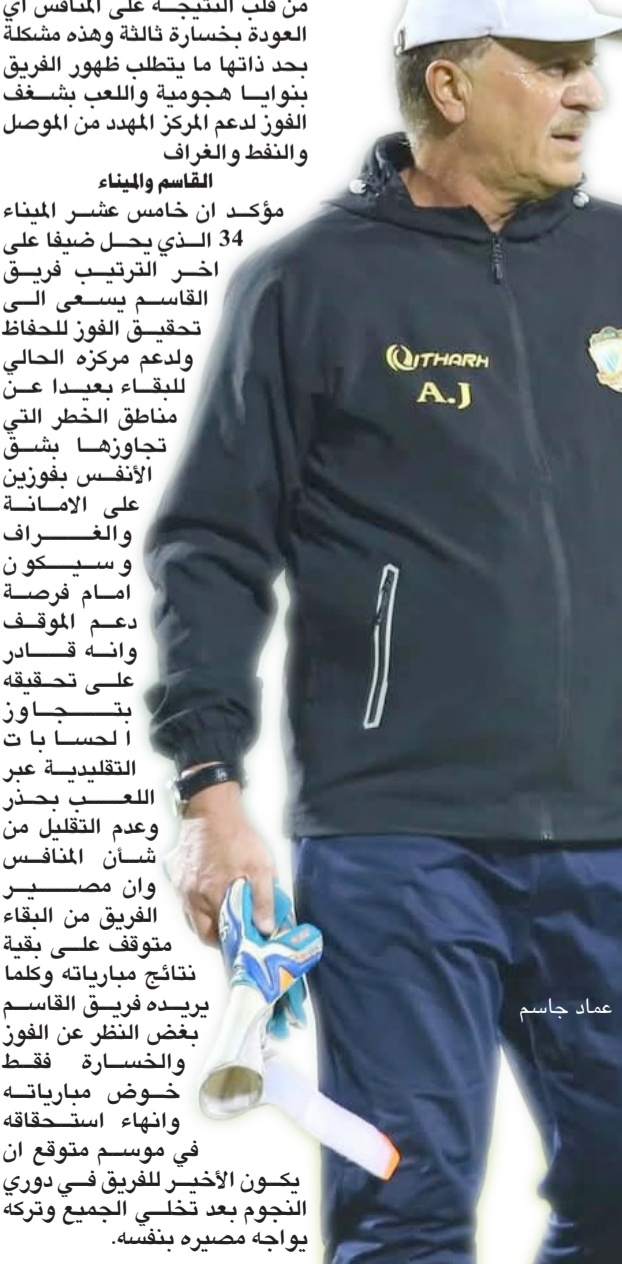 من قلب النتيجة على المنافس اي
العودة بخسارة ثالثة وهذه مشكلة
بحد ذاتها ما يتطلب ظهور الفريق
بنوايا هجومية واللعب بشغف
الفوز لدعم المركز المهدد من الموصل
والنفط والغراف
القاسم والميناء
مؤكد ان خامس عشر الميناء
34 الذي يحل ضيفا على
اخر الترتيب فريق
القاسم يسعى الى
تحقيق الفوز للحفاظ
ولدعم مركزه الحالي
للبقاء بعيدا عن
مناطق الخطر التي
تجاوزها بشق
الأنفس بفوزين
على الامانة
والغراف
وسيكون
امام فرصة
دعم الموقف
وانه قادر
على تحقيقه
بتجاوز
الحسابات
التقليدية عبر
اللعب بحذر
وعدم التقليل من
شأن المنافس
وان مصير
الفريق من البقاء
متوقف على بقية
نتائج مبارياته وكلما
يريده فريق القاسم
بغض النظر عن الفوز
والخسارة فقط
خوض مبارياته
وانهاء استحقاقه
في موسم متوقع ان
يكون الأخير للفريق في دوري
النجوم بعد تخلي الجميع وتركه
يواجه مصيره بنفسه.
ITHARH
A.J
عماد جاسم